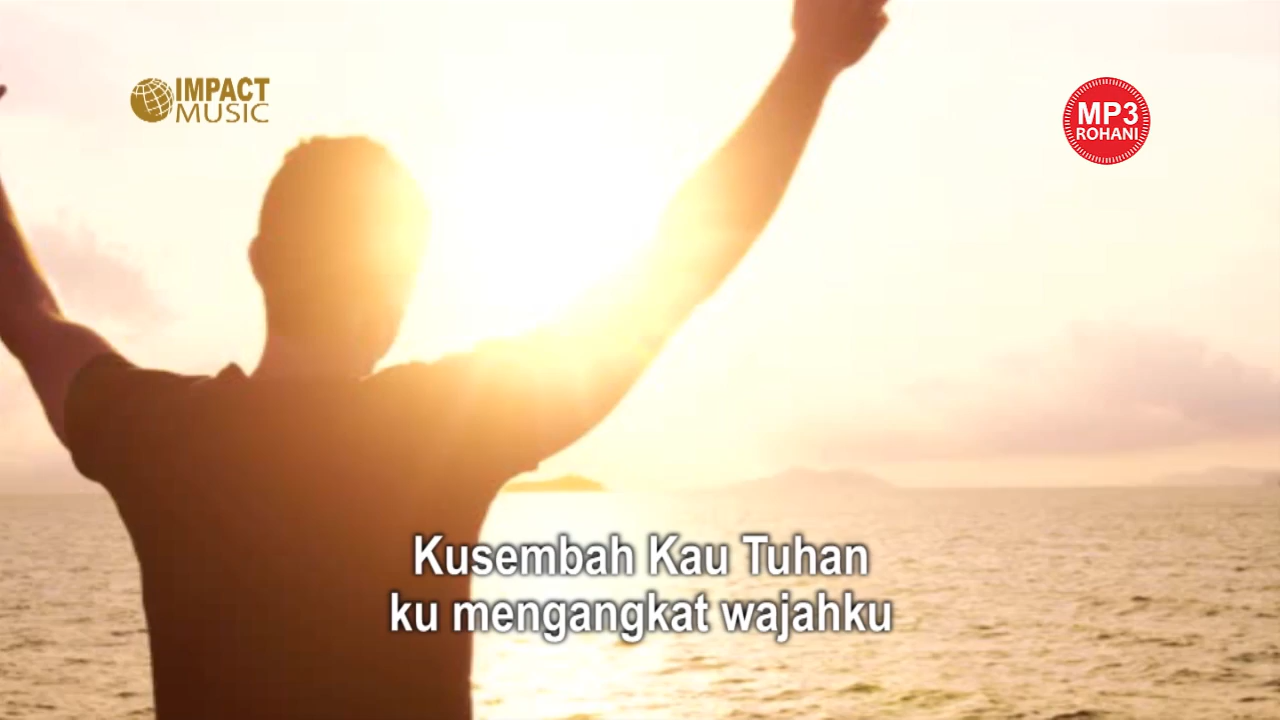 IMPACT
MUSIC
MP3
ROHANI
Kusembah Kau Tuhan
ku mengangkat wajahku